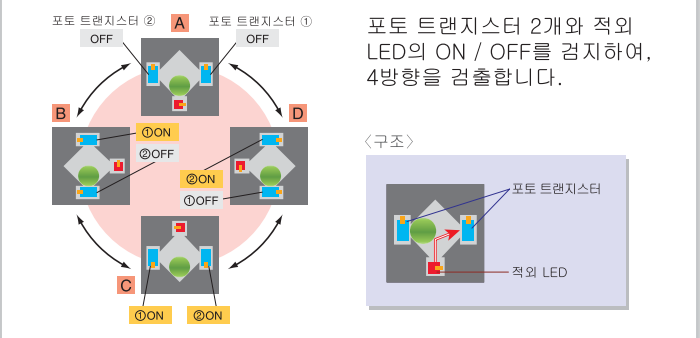 포토 트랜지스터 ② 포토 트랜지스터 ①
A
OFF OFF
B
D
①ON
②OFF
②ON
①OFF
C
①ON ②ON
포토 트랜지스터 2개와 적외
LED의 ON / OFF를 검지하여,
4방향을 검출합니다.
〈구조〉
포토 트랜지스터
적외 LED